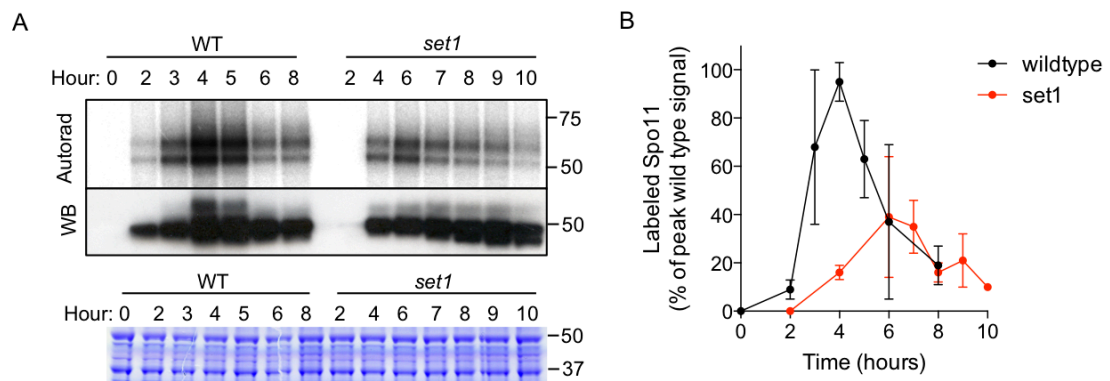 A
WT set1
Hour: 0 2 3 4 5 6 8 2 4 6 7 8 9 10
Autorad
75
50
WB
50
WT set1
Hour: 0 2 3 4 5 6 8 2 4 6 7 8 9 10
50
37
B
wildtype
set1
Labeled Spo11
(% of peak wild type signal)
100
80
60
40
20
0
0 2 4 6 8 10
Time (hours)